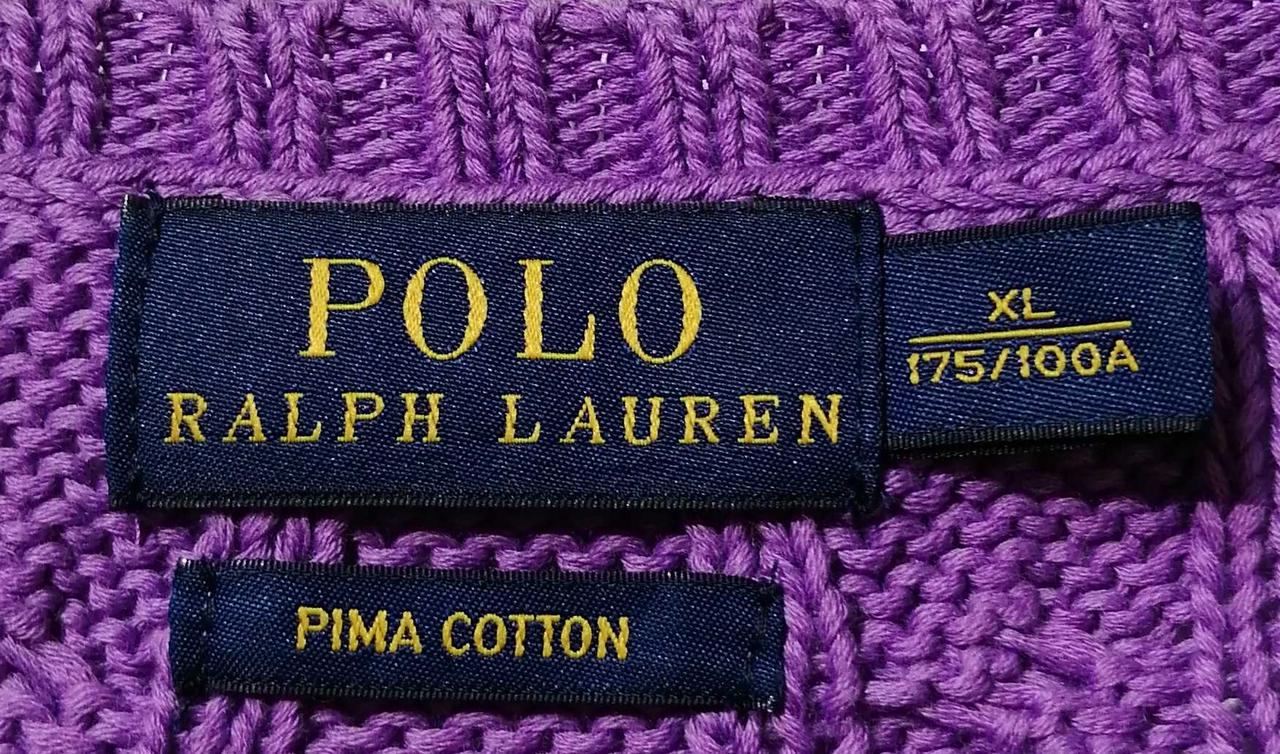 POLO
RALPH LAUREN
XL
175/100A
PIMA COTTON